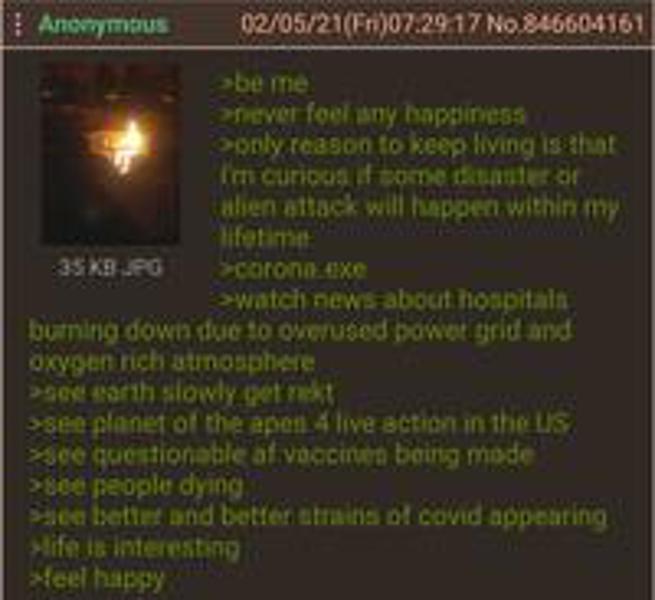 Anonymous 02/05/21(Fri)07:29:17 No.846604161
>be me
>never feel any happiness
>only reason to keep living is that
i'm curious if some disaster or
alien attack will happen within my
lifetime
35 KB JPG
>corona.exe
>watch news about hospitals
burning down due to overused power grid and
oxygen rich atmosphere
>see earth slowly get rekt
>see planet of the apes 4 live action in the US
>see questionable af vaccines being made
>see people dying
>see better and better strains of covid appearing
>life is interesting
>feel happy